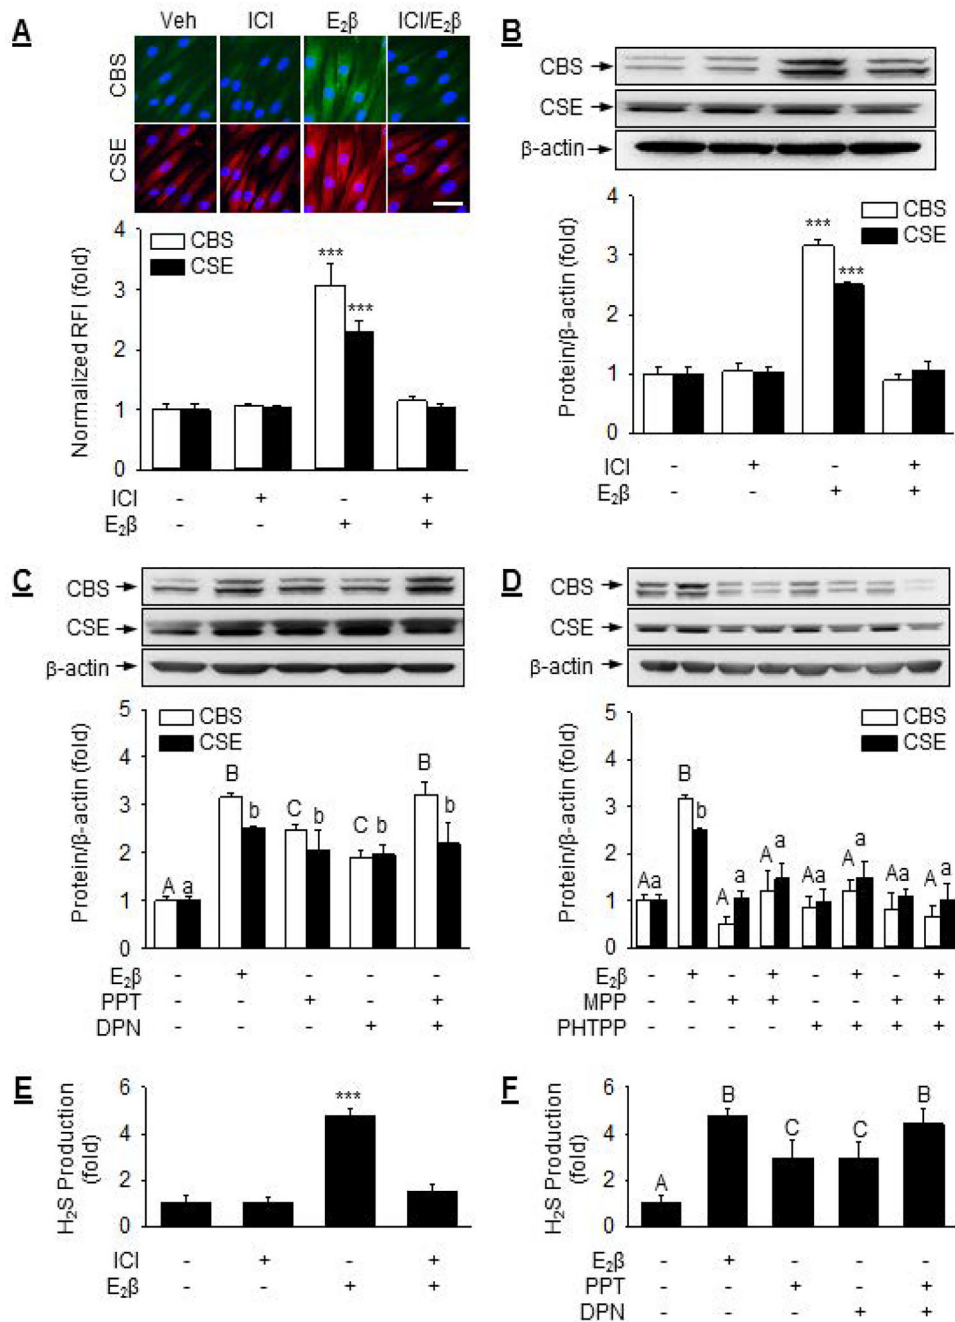 A
Veh ICI E₂β ICI/E₂β
CBS
CSE
Normalized RFI (fold)
4
3
2
1
0
CBS
CSE
***
***
ICI - + - +
E₂β - - + +
B
CBS
CSE
β-actin
Protein/β-actin (fold)
4
3
2
1
0
CBS
CSE
***
***
ICI - + - +
E₂β - - + +
C
CBS
CSE
β-actin
Protein/β-actin (fold)
5
4
3
2
1
0
CBS
CSE
A a B b C b C b B b
E₂β - + - - -
PPT - - + - +
DPN - - - + +
D
CBS
CSE
β-actin
Protein/β-actin (fold)
5
4
3
2
1
0
CBS
CSE
A a B b A a A a A a A a A a A a
E₂β - + - + - + - +
MPP - - + + - - + +
PHTPP - - - - + + + +
E
H₂S Production
(fold)
6
4
2
0
***
ICI - + - +
E₂β - - + +
F
H₂S Production
(fold)
6
4
2
0
A B C C B
E₂β - + - - -
PPT - - + - +
DPN - - - + +